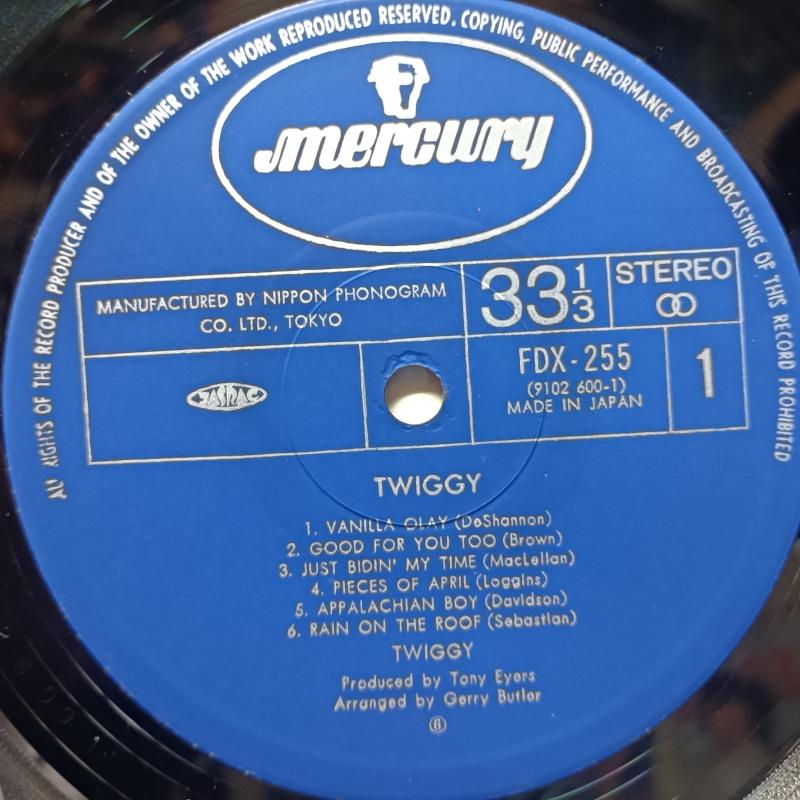 ALL RIGHTS OF THE RECORD PRODUCER AND OF THE OWNER OF THE WORK REPRODUCED RESERVED. COPYING, PUBLIC PERFORMANCE AND BROADCASTING OF THIS RECORD PROHIBITED
mercury
MANUFACTURED BY NIPPON PHONOGRAM
CO. LTD., TOKYO
33 1/3
STEREO
JASRAC
FDX-255
(9102 600-1)
MADE IN JAPAN
1
TWIGGY
1. VANILLA OLAY (DeShannon)
2. GOOD FOR YOU TOO (Brown)
3. JUST BIDIN' MY TIME (MacLellan)
4. PIECES OF APRIL (Loggins)
5. APPALACHIAN BOY (Davidson)
6. RAIN ON THE ROOF (Sebastian)
TWIGGY
Produced by Tony Eyers
Arranged by Gerry Butler